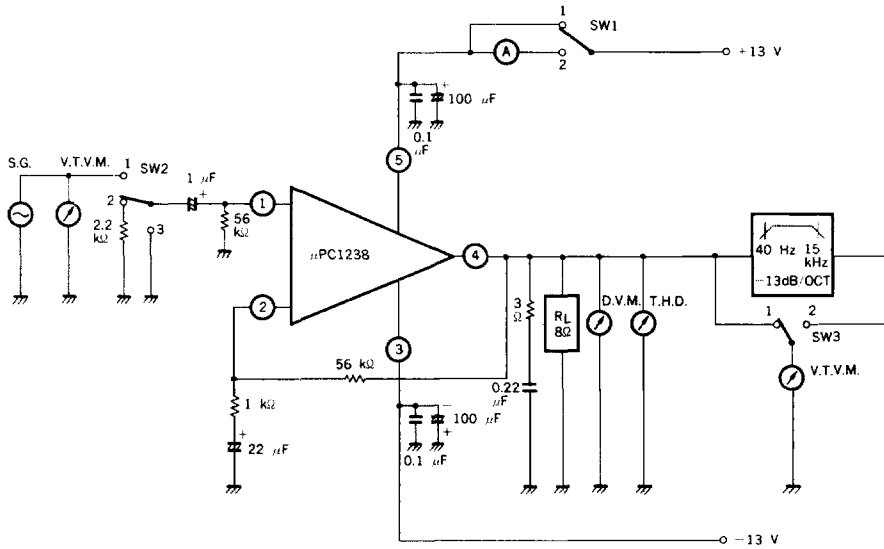 1
SW1
A
2
+13 V
+
100 μF
0.1
μF
5
S.G.
V.T.V.M.
1
SW2
1 μF
+
2
3
2.2
kΩ
56
kΩ
1
μPC1238
4
2
3
40 Hz
15
kHz
−13dB/OCT
3
Ω
RL
8Ω
D.V.M.
T.H.D.
1
2
SW3
V.T.V.M.
56 kΩ
0.22
μF
1 kΩ
+
22 μF
−
100 μF
+
0.1 μF
−13 V